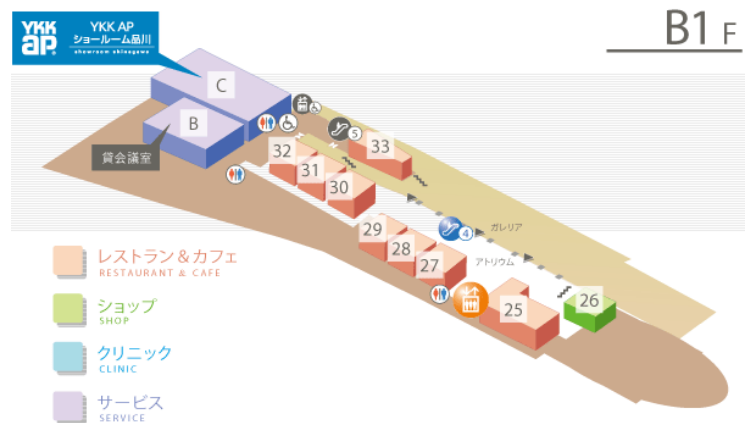 YKK AP
YKK AP
ショールーム品川
showroom shinagawa
B1 F
C
B
貸会議室
5
33
32
31
30
29
28
27
4
ガレリア
アトリウム
25
26
レストラン&カフェ
RESTAURANT & CAFE
ショップ
SHOP
クリニック
CLINIC
サービス
SERVICE